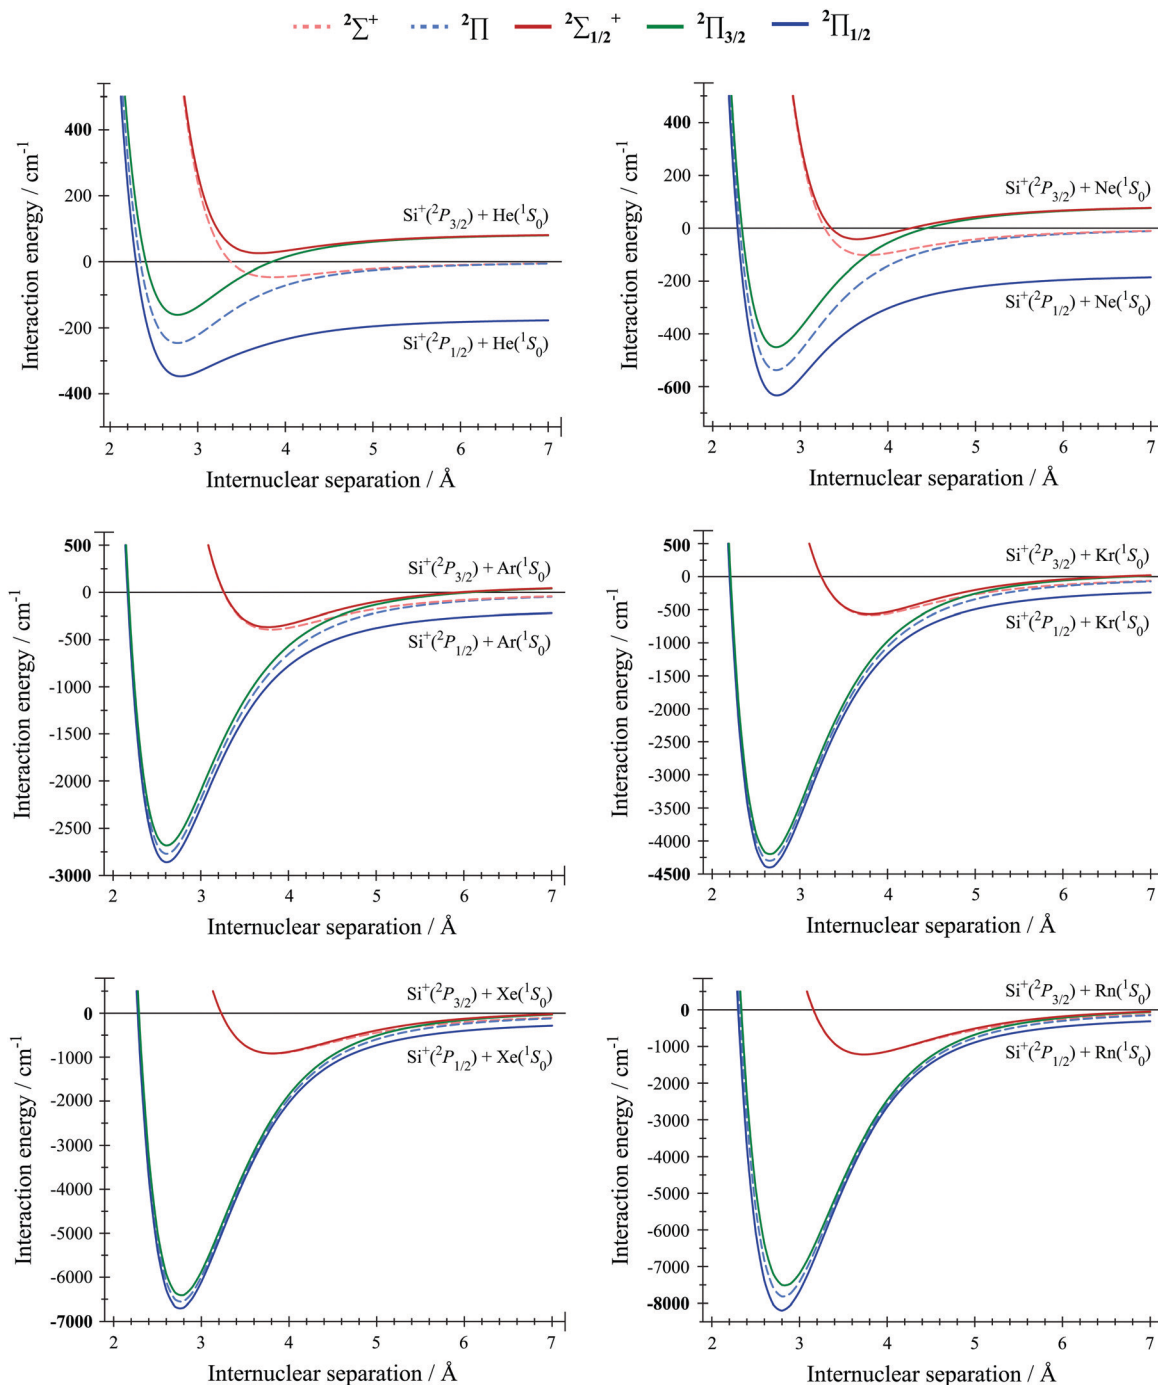 ²Σ⁺ ²Π ²Σ₁/₂⁺ ²Π₃/₂ ²Π₁/₂
Interaction energy / cm⁻¹
400
200
0
-200
-400
Si⁺(²P₃/₂) + He(¹S₀)
Si⁺(²P₁/₂) + He(¹S₀)
2 3 4 5 6 7
Internuclear separation / Å
Interaction energy / cm⁻¹
400
200
0
-200
-400
-600
Si⁺(²P₃/₂) + Ne(¹S₀)
Si⁺(²P₁/₂) + Ne(¹S₀)
2 3 4 5 6 7
Internuclear separation / Å
Interaction energy / cm⁻¹
500
0
-500
-1000
-1500
-2000
-2500
-3000
Si⁺(²P₃/₂) + Ar(¹S₀)
Si⁺(²P₁/₂) + Ar(¹S₀)
2 3 4 5 6 7
Internuclear separation / Å
Interaction energy / cm⁻¹
500
0
-500
-1000
-1500
-2000
-2500
-3000
-3500
-4000
-4500
Si⁺(²P₃/₂) + Kr(¹S₀)
Si⁺(²P₁/₂) + Kr(¹S₀)
2 3 4 5 6 7
Internuclear separation / Å
Interaction energy / cm⁻¹
0
-1000
-2000
-3000
-4000
-5000
-6000
-7000
Si⁺(²P₃/₂) + Xe(¹S₀)
Si⁺(²P₁/₂) + Xe(¹S₀)
2 3 4 5 6 7
Internuclear separation / Å
Interaction energy / cm⁻¹
0
-1000
-2000
-3000
-4000
-5000
-6000
-7000
-8000
Si⁺(²P₃/₂) + Rn(¹S₀)
Si⁺(²P₁/₂) + Rn(¹S₀)
2 3 4 5 6 7
Internuclear separation / Å